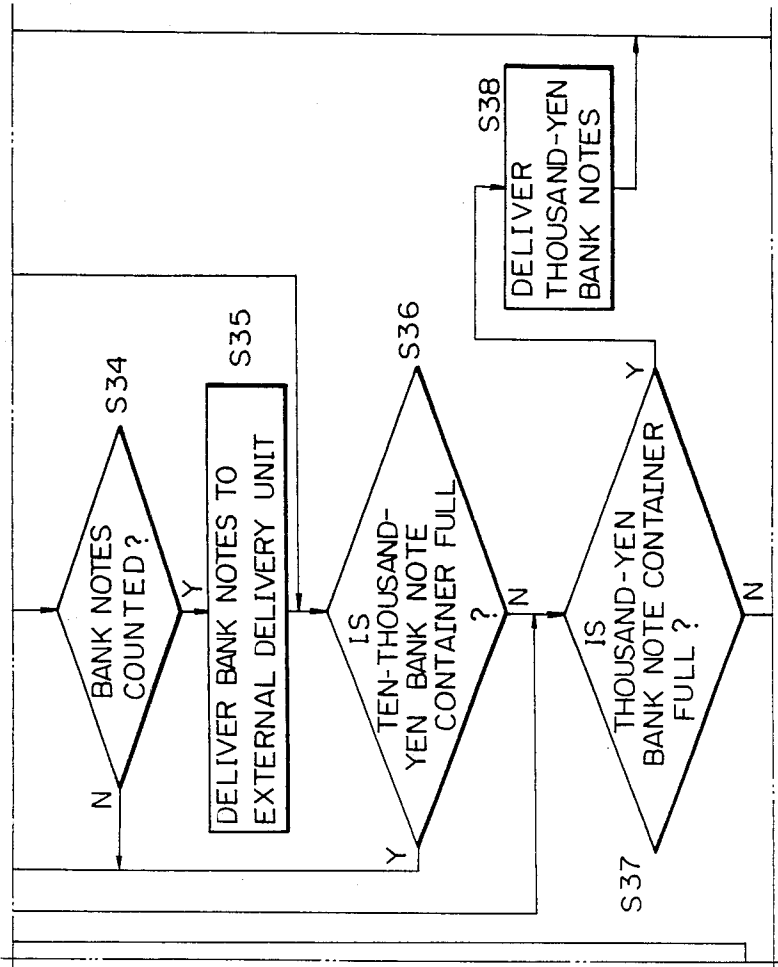 BANK NOTES
COUNTED?
S34
N
Y
DELIVER BANK NOTES TO
EXTERNAL DELIVERY UNIT
S35
IS
TEN-THOUSAND-
YEN BANK NOTE
CONTAINER FULL
?
S36
Y
N
IS
THOUSAND-YEN
BANK NOTE CONTAINER
FULL ?
S37
Y
N
DELIVER
THOUSAND-YEN
BANK NOTES
S38